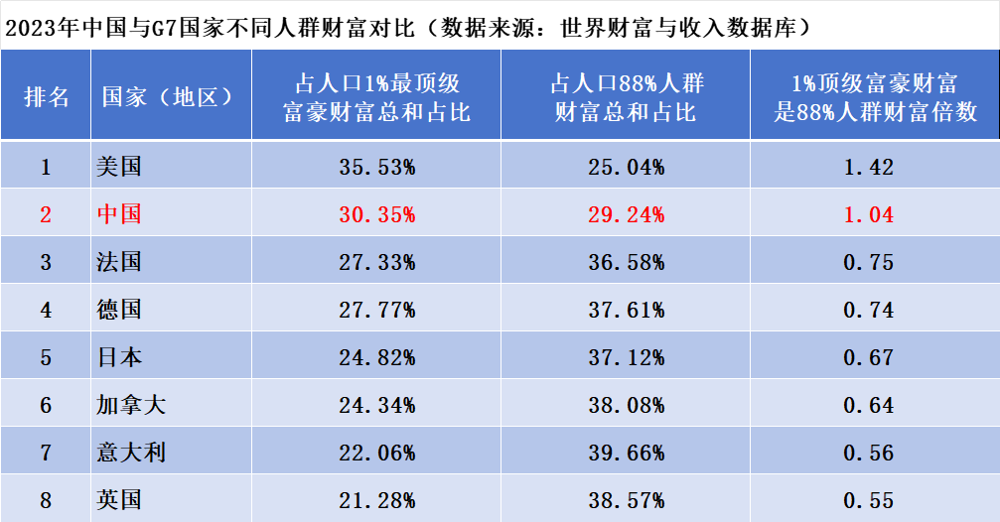 2023年中国与G7国家不同人群财富对比（数据来源：世界财富与收入数据库）
排名 国家（地区） 占人口1%最顶级富豪财富总和占比 占人口88%人群财富总和占比 1%顶级富豪财富是88%人群财富倍数
1 美国 35.53% 25.04% 1.42
2 中国 30.35% 29.24% 1.04
3 法国 27.33% 36.58% 0.75
4 德国 27.77% 37.61% 0.74
5 日本 24.82% 37.12% 0.67
6 加拿大 24.34% 38.08% 0.64
7 意大利 22.06% 39.66% 0.56
8 英国 21.28% 38.57% 0.55